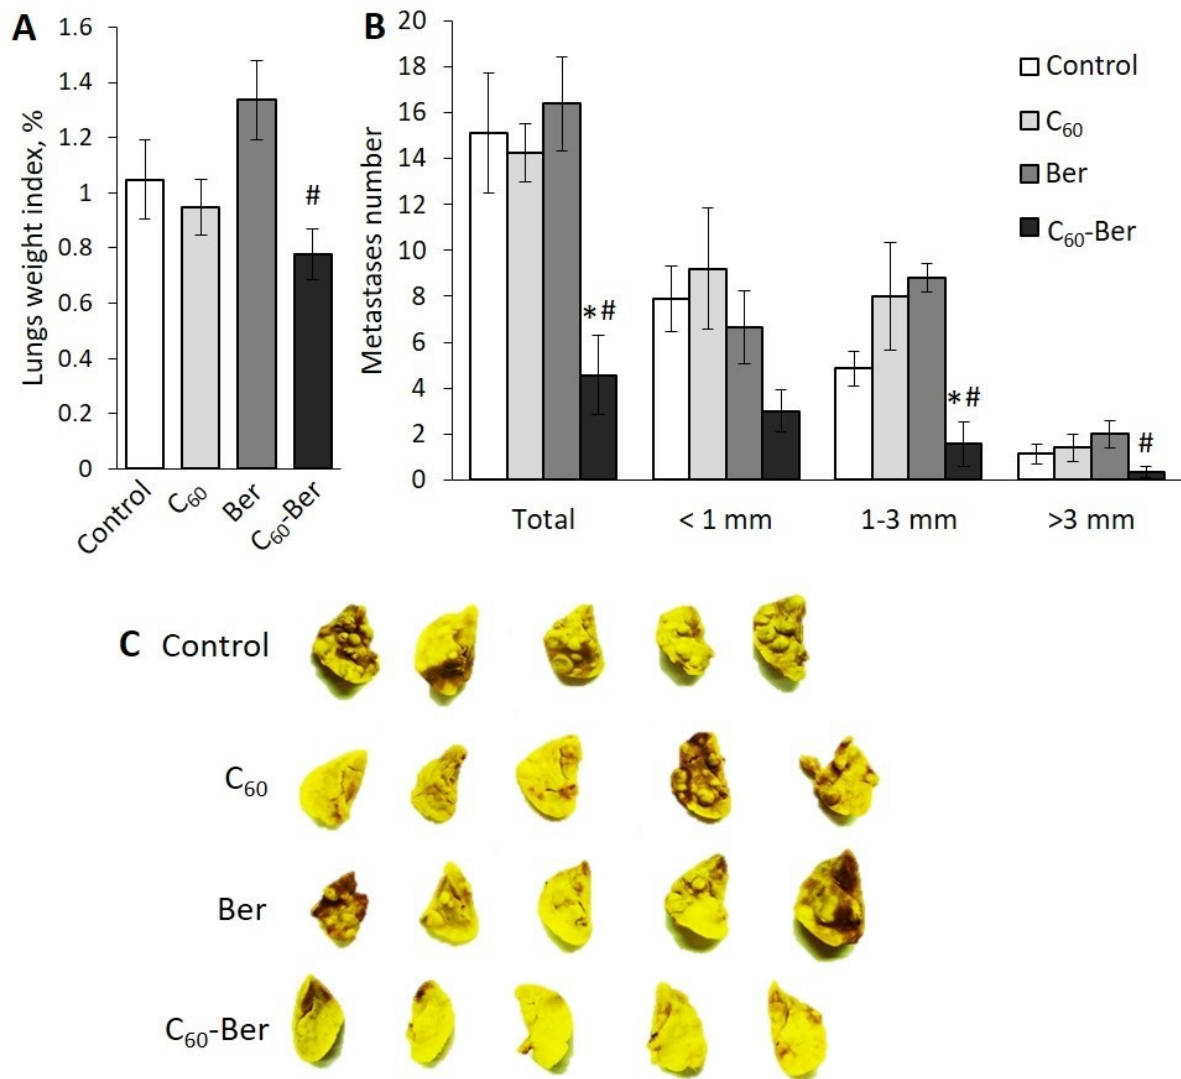 A
Lungs weight index, %
1.6
1.4
1.2
1
0.8
0.6
0.4
0.2
0
#
Control
C₆₀
Ber
C₆₀-Ber
B
Metastases number
20
18
16
14
12
10
8
6
4
2
0
*#
*#
#
Total
< 1 mm
1-3 mm
>3 mm
Control
C₆₀
Ber
C₆₀-Ber
C Control
C₆₀
Ber
C₆₀-Ber